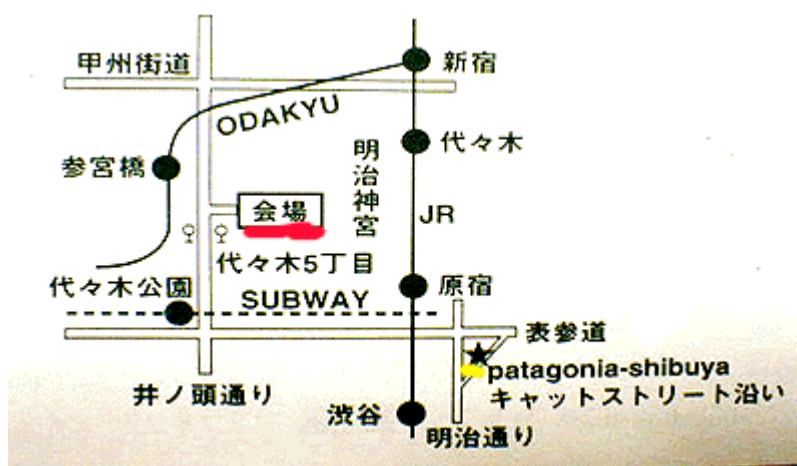 甲州街道
新宿
ODAKYU
代々木
参宮橋
明治神宮
会場
JR
代々木5丁目
代々木公園
SUBWAY
原宿
表参道
patagonia-shibuya
キャットストリート沿い
井ノ頭通り
渋谷
明治通り